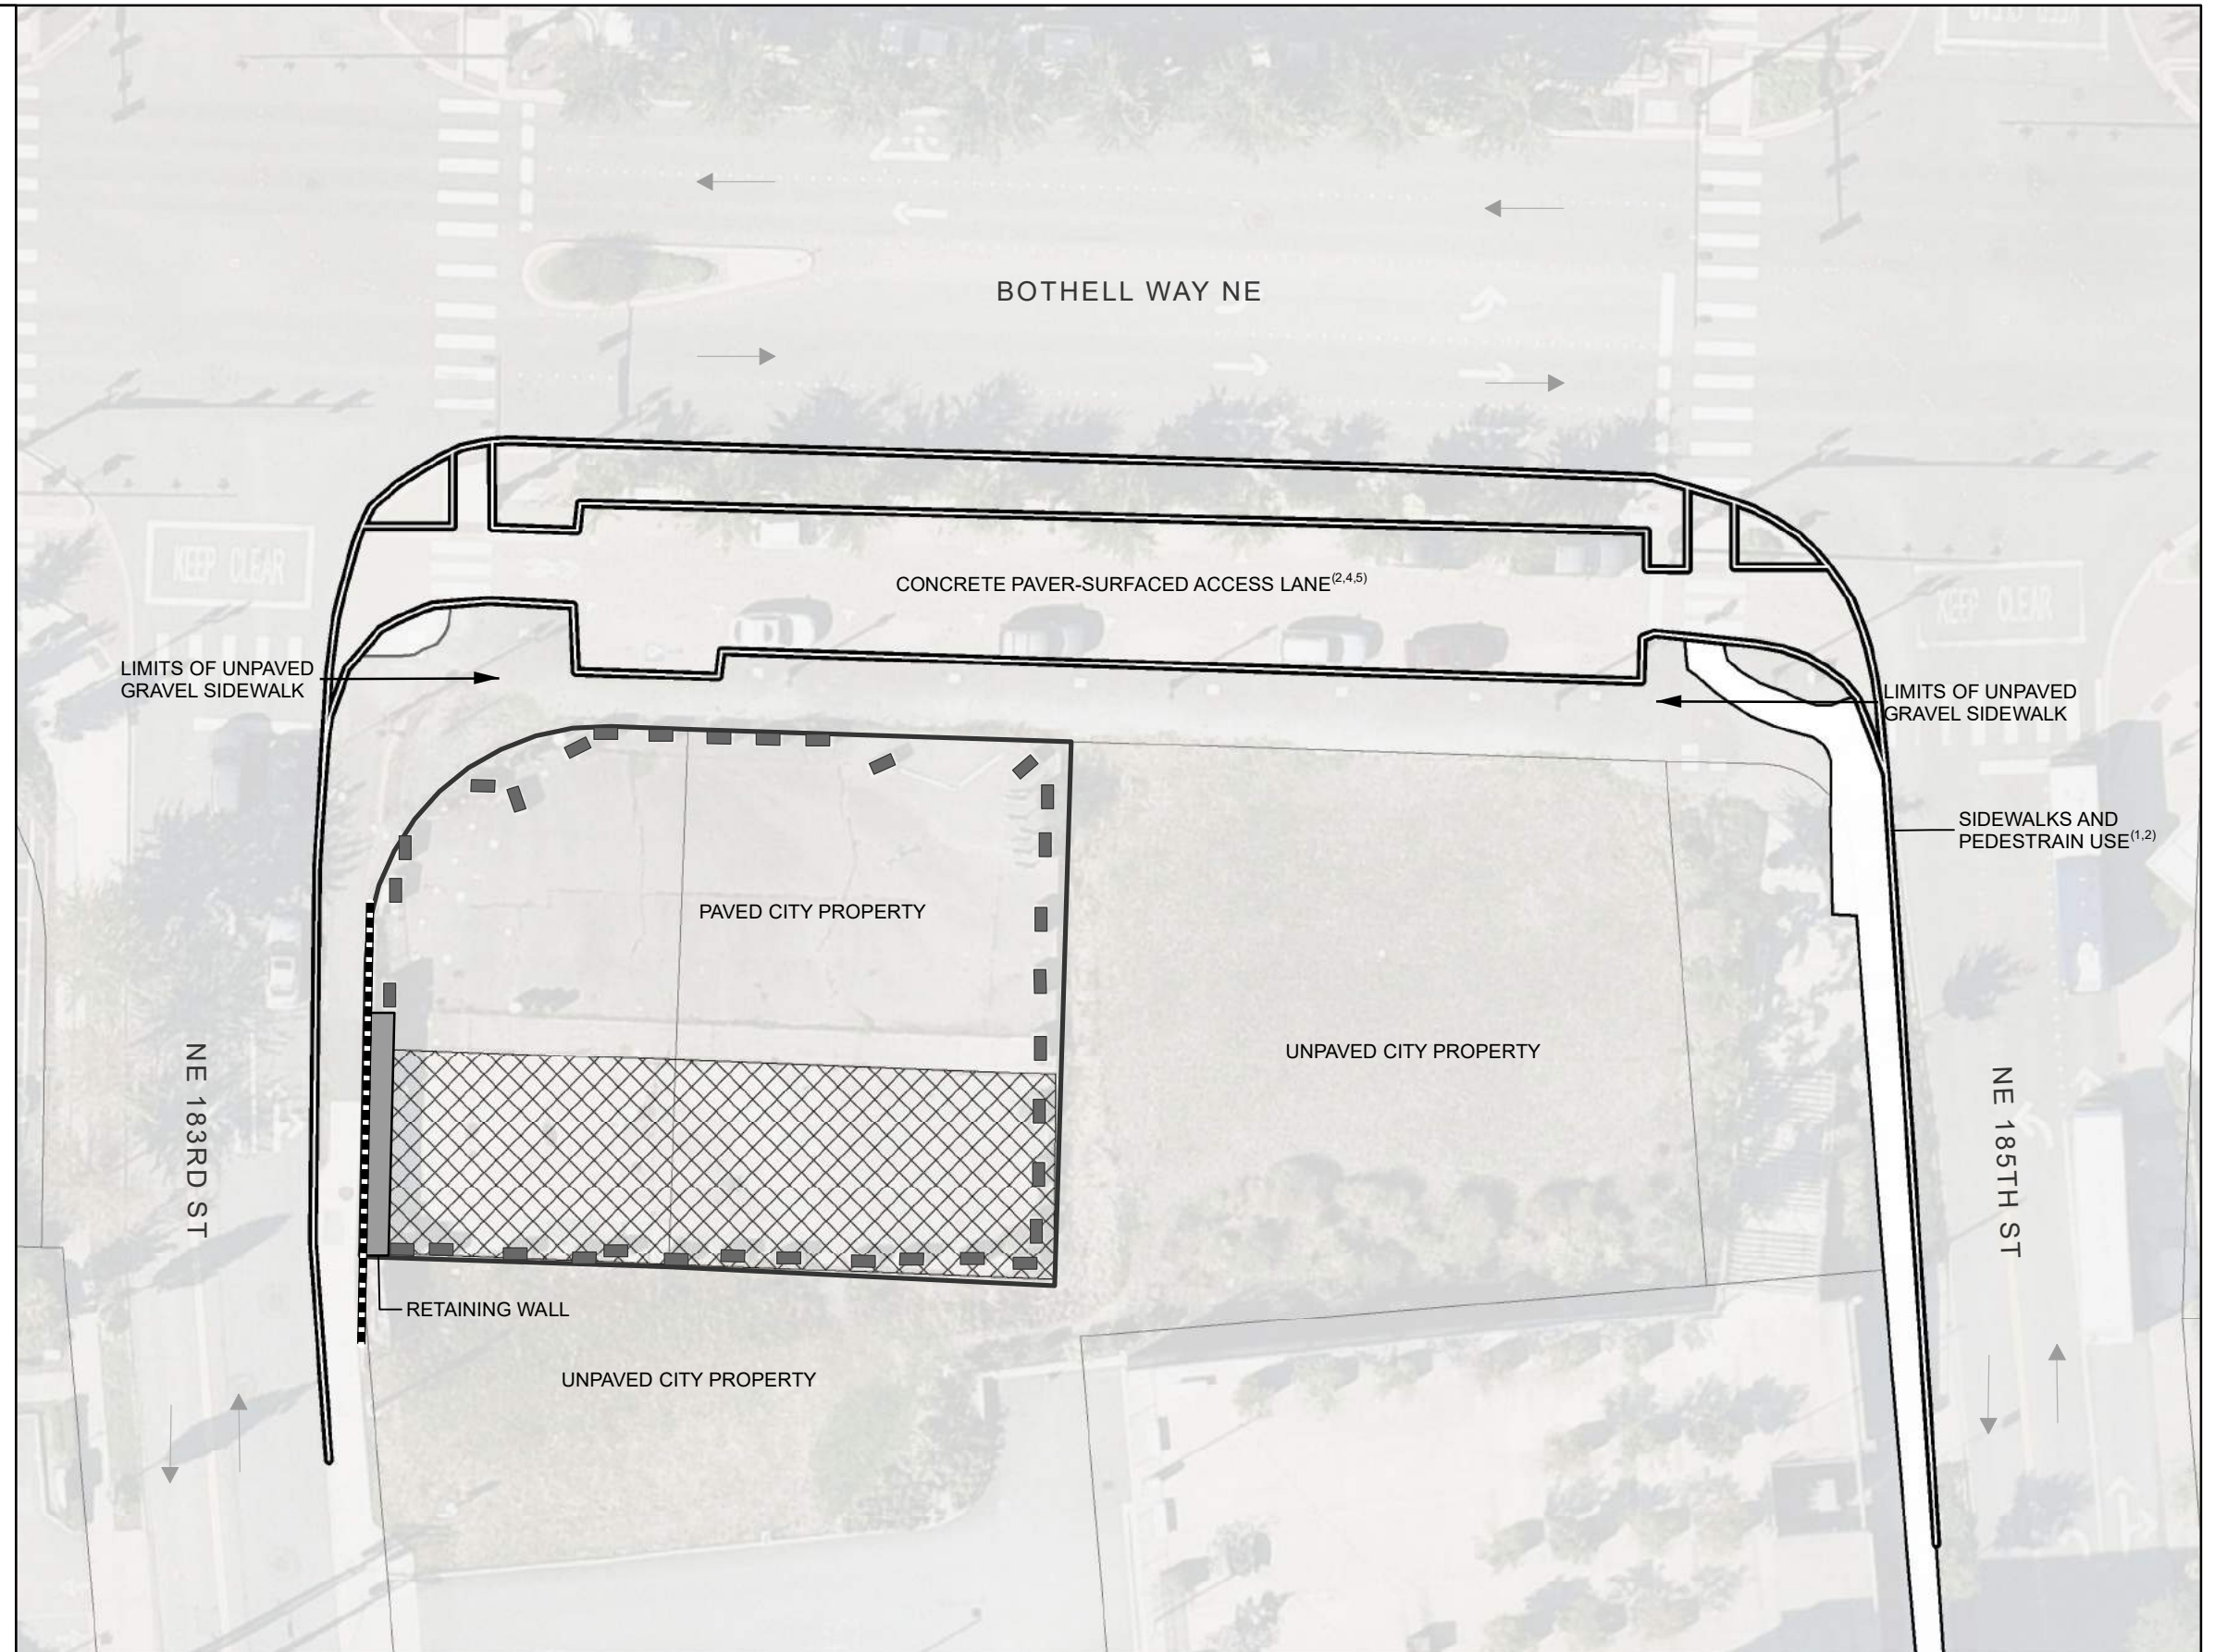 BOTHELL WAY NE
KEEP CLEAR
CONCRETE PAVER-SURFACED ACCESS LANE(2,4,5)
KEEP CLEAR
LIMITS OF UNPAVED
GRAVEL SIDEWALK
LIMITS OF UNPAVED
GRAVEL SIDEWALK
SIDEWALKS AND
PEDESTRAIN USE(1,2)
PAVED CITY PROPERTY
UNPAVED CITY PROPERTY
NE 183RD ST
NE 185TH ST
RETAINING WALL
UNPAVED CITY PROPERTY